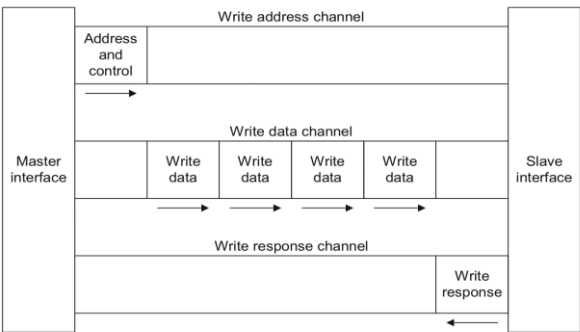 Write address channel
Address
and
control
Write data channel
Master
interface
Write
data
Write
data
Write
data
Write
data
Slave
interface
Write response channel
Write
response